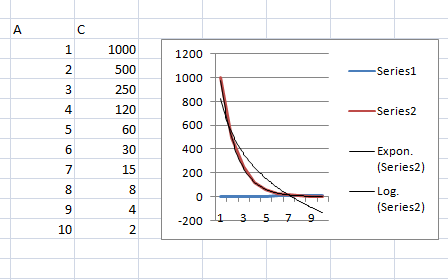 A C
1 1000
2 500
3 250
4 120
5 60
6 30
7 15
8 8
9 4
10 2
1200
1000
800
600
400
200
0
-200
1 3 5 7 9
Series1
Series2
Expon.
(Series2)
Log.
(Series2)